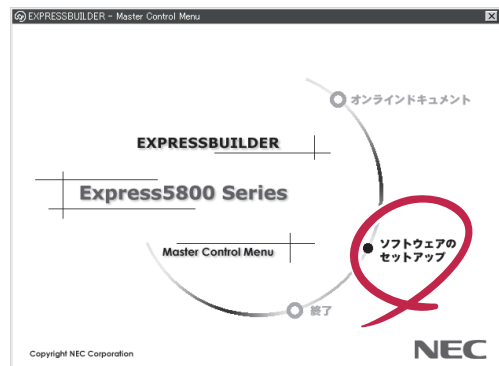 EXPRESSBUILDER - Master Control Menu
オンラインドキュメント
EXPRESSBUILDER
Express5800 Series
ソフトウェアの
セットアップ
Master Control Menu
終了
Copyright NEC Corporation
NEC